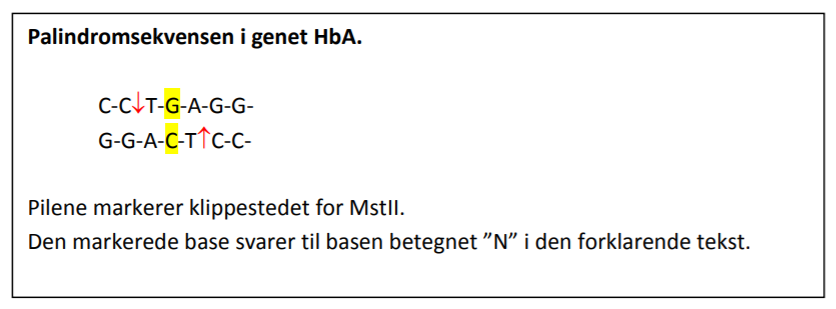 Palindromsekvensen i genet HbA.
C-C↓T-G-A-G-G-
G-G-A-C-T↑C-C-
Pilene markerer klippestedet for MstII.
Den markerede base svarer til basen betegnet ”N” i den forklarende tekst.